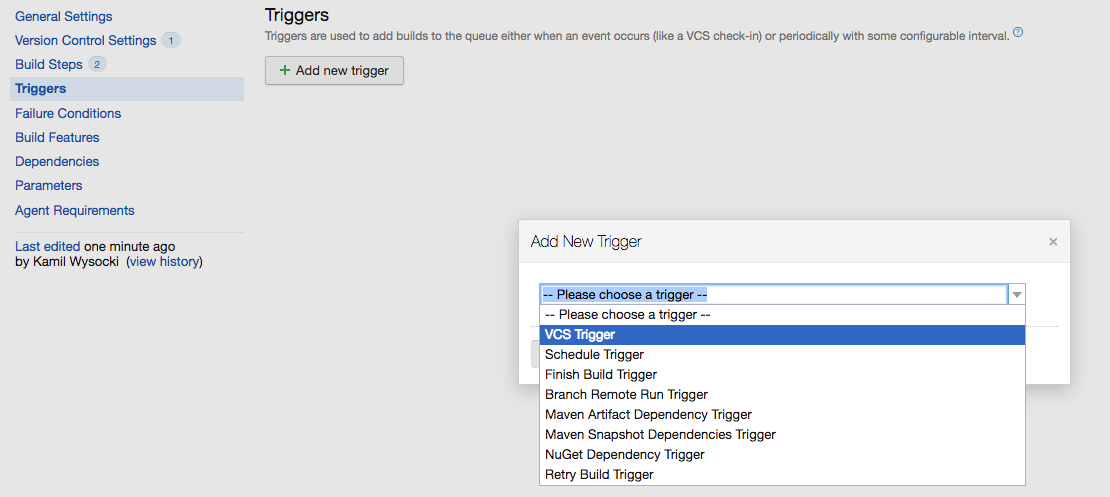 General Settings
Version Control Settings 1
Build Steps 2
Triggers
Failure Conditions
Build Features
Dependencies
Parameters
Agent Requirements
Last edited one minute ago
by Kamil Wysocki (view history)
Triggers
Triggers are used to add builds to the queue either when an event occurs (like a VCS check-in) or periodically with some configurable interval. ?
+ Add new trigger
Add New Trigger ×
-- Please choose a trigger --
-- Please choose a trigger --
VCS Trigger
Schedule Trigger
Finish Build Trigger
Branch Remote Run Trigger
Maven Artifact Dependency Trigger
Maven Snapshot Dependencies Trigger
NuGet Dependency Trigger
Retry Build Trigger